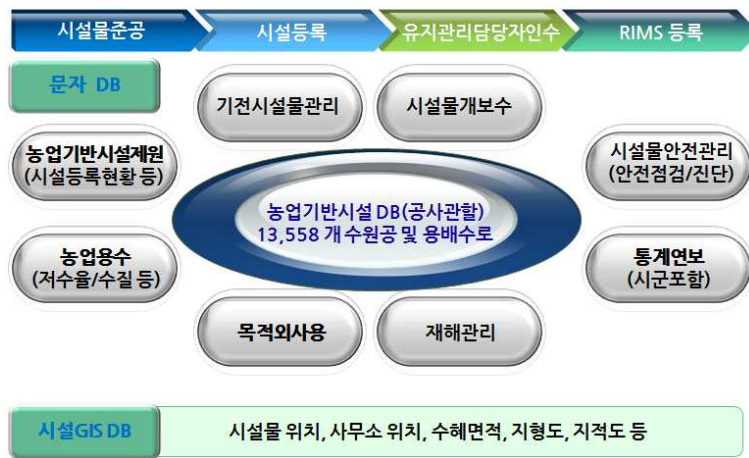 시설물준공
시설등록
유지관리담당자인수
RIMS 등록
문자 DB
기전시설물관리
시설물개보수
농업기반시설제원
(시설등록현황 등)
시설물안전관리
(안전점검/진단)
농업기반시설 DB(공사관할)
13,558 개 수원공 및 용배수로
농업용수
(저수율/수질 등)
통계연보
(시군포함)
목적외사용
재해관리
시설GIS DB
시설물 위치, 사무소 위치, 수혜면적, 지형도, 지적도 등